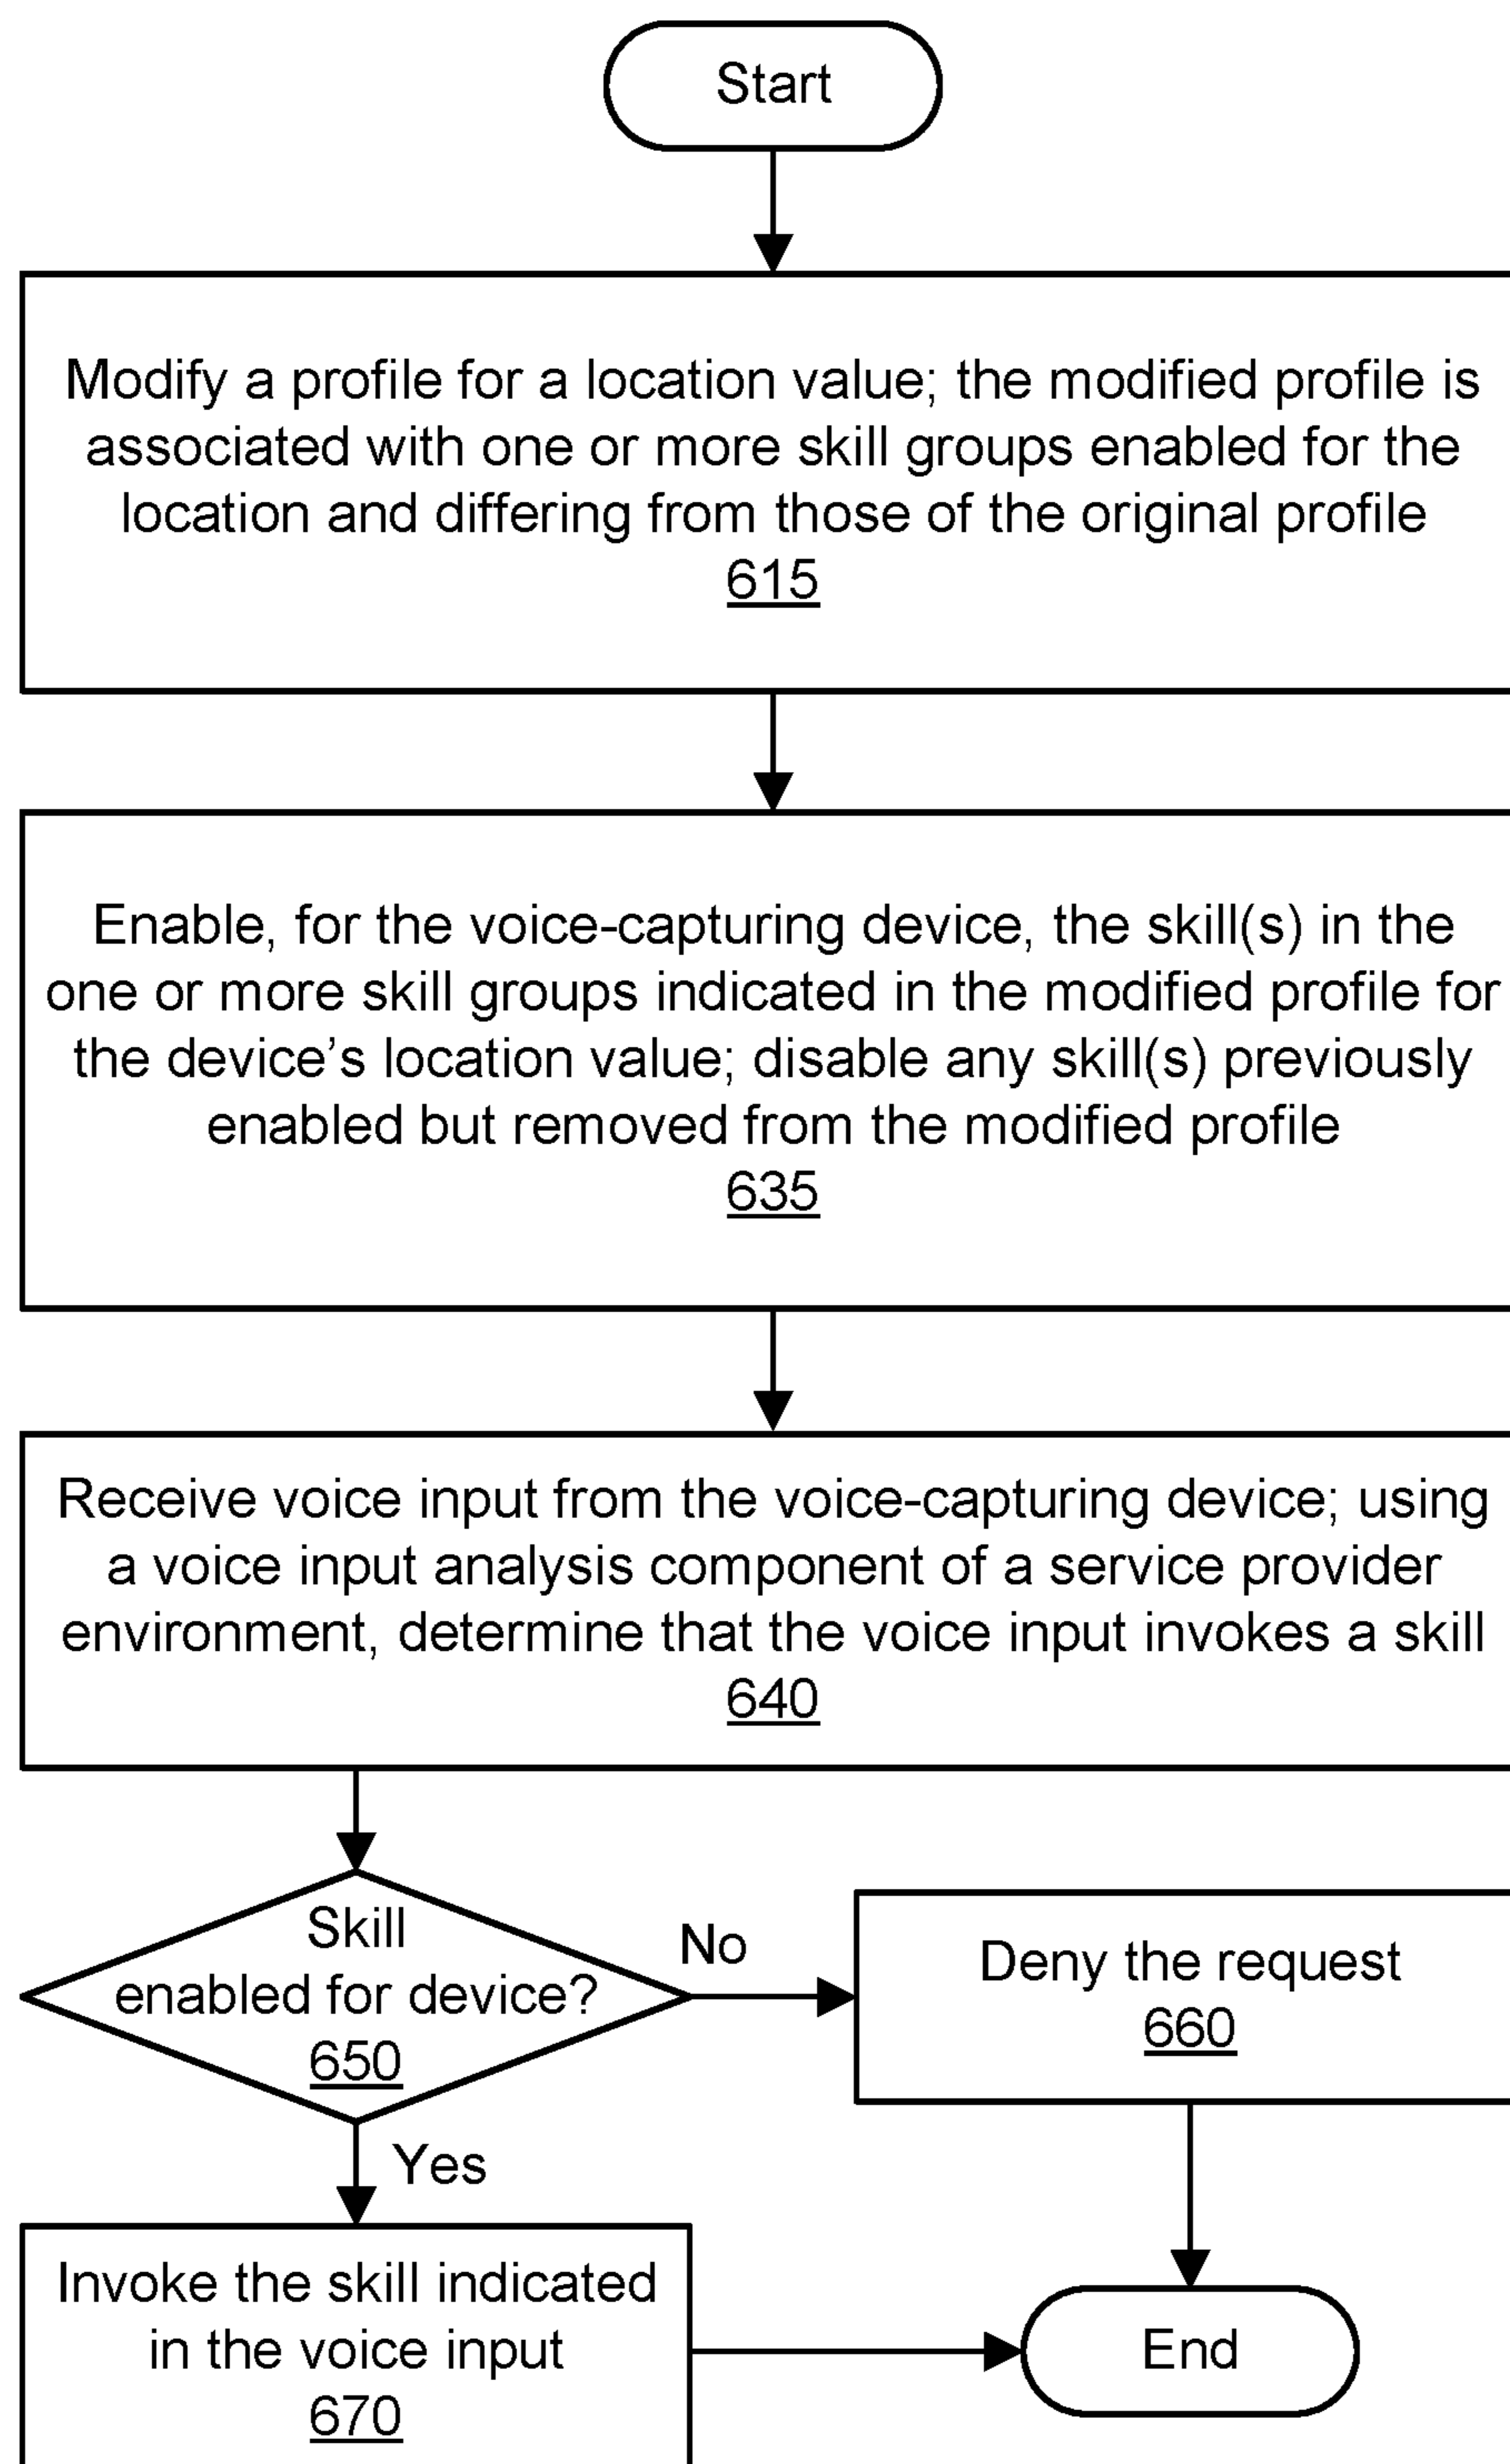 Start
Modify a profile for a location value; the modified profile is
associated with one or more skill groups enabled for the
location and differing from those of the original profile
615
Enable, for the voice-capturing device, the skill(s) in the
one or more skill groups indicated in the modified profile for
the device's location value; disable any skill(s) previously
enabled but removed from the modified profile
635
Receive voice input from the voice-capturing device; using
a voice input analysis component of a service provider
environment, determine that the voice input invokes a skill
640
Skill
enabled for device?
650
No
Deny the request
660
Yes
Invoke the skill indicated
in the voice input
670
End